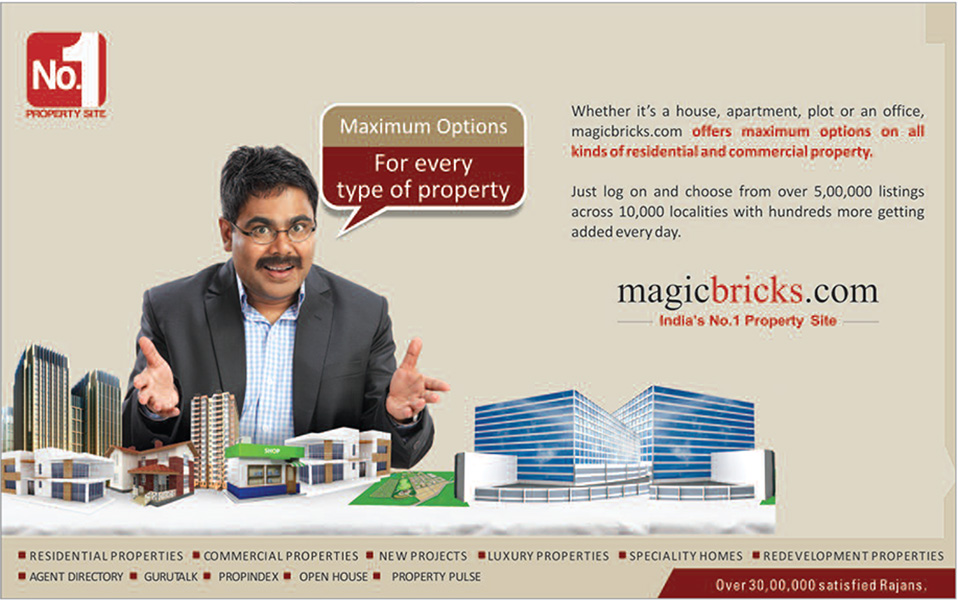 No.1
PROPERTY SITE
Maximum Options
For every
type of property
Whether it's a house, apartment, plot or an office,
magicbricks.com offers maximum options on all
kinds of residential and commercial property.
Just log on and choose from over 5,00,000 listings
across 10,000 localities with hundreds more getting
added every day.
magicbricks.com
India's No.1 Property Site
SHOP
RESIDENTIAL PROPERTIES COMMERCIAL PROPERTIES NEW PROJECTS LUXURY PROPERTIES SPECIALITY HOMES REDEVELOPMENT PROPERTIES
AGENT DIRECTORY GURUTALK PROPINDEX OPEN HOUSE PROPERTY PULSE
Over 30,00,000 satisfied Rajans.